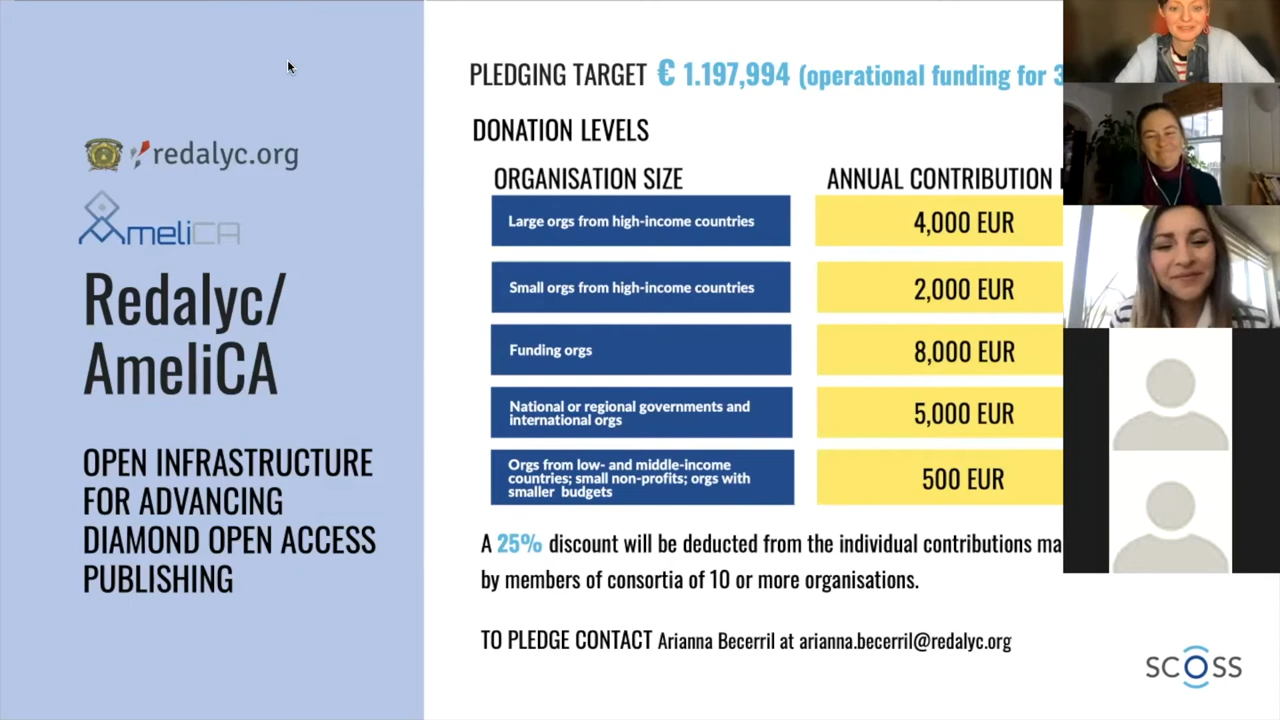 redalyc.org
AmeliCA
Redalyc/
AmeliCA
OPEN INFRASTRUCTURE
FOR ADVANCING
DIAMOND OPEN ACCESS
PUBLISHING
PLEDGING TARGET € 1.197,994 (operational funding for 3
DONATION LEVELS
ORGANISATION SIZE
ANNUAL CONTRIBUTION
Large orgs from high-income countries
4,000 EUR
Small orgs from high-income countries
2,000 EUR
Funding orgs
8,000 EUR
National or regional governments and
international orgs
5,000 EUR
Orgs from low- and middle-income
countries; small non-profits; orgs with
smaller budgets
500 EUR
A 25% discount will be deducted from the individual contributions ma
by members of consortia of 10 or more organisations.
TO PLEDGE CONTACT Arianna Becerril at arianna.becerril@redalyc.org
SCOSS